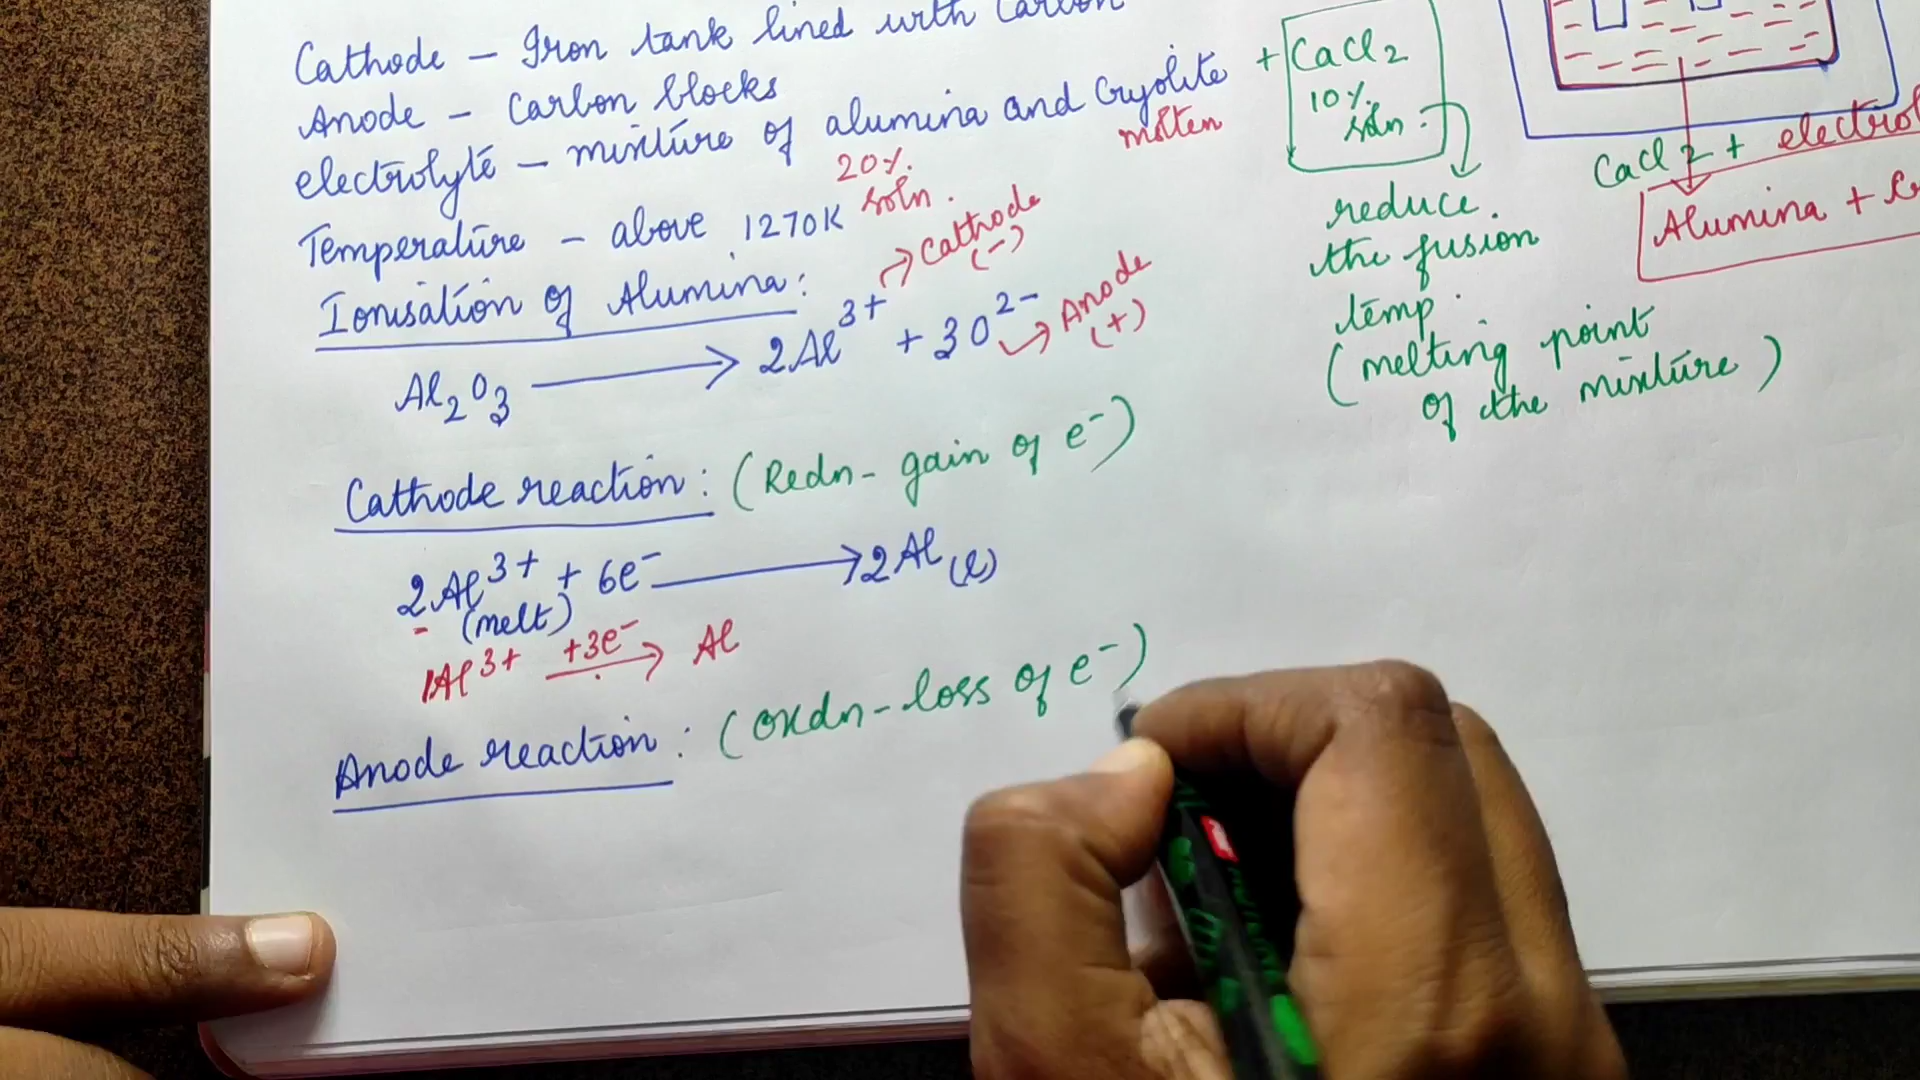 Cathode - Iron tank lined with Carbon
Anode - Carbon blocks
electrolyte - mixture of alumina and Cryolite + CaCl2
20%. soln.
molten
10%. soln.
reduce the fusion temp.
(melting point of the mixture)
CaCl2 +
Alumina +
Temperature - above 1270K
Ionisation of Alumina:
Al2O3 → 2Al3+ + 3O2-
→ Cathode (-)
→ Anode (+)
Cathode reaction: (Redn - gain of e-)
2Al3+ + 6e- → 2Al (l)
(melt)
1Al3+ +3e- → Al
Anode reaction: (Oxdn - loss of e-)